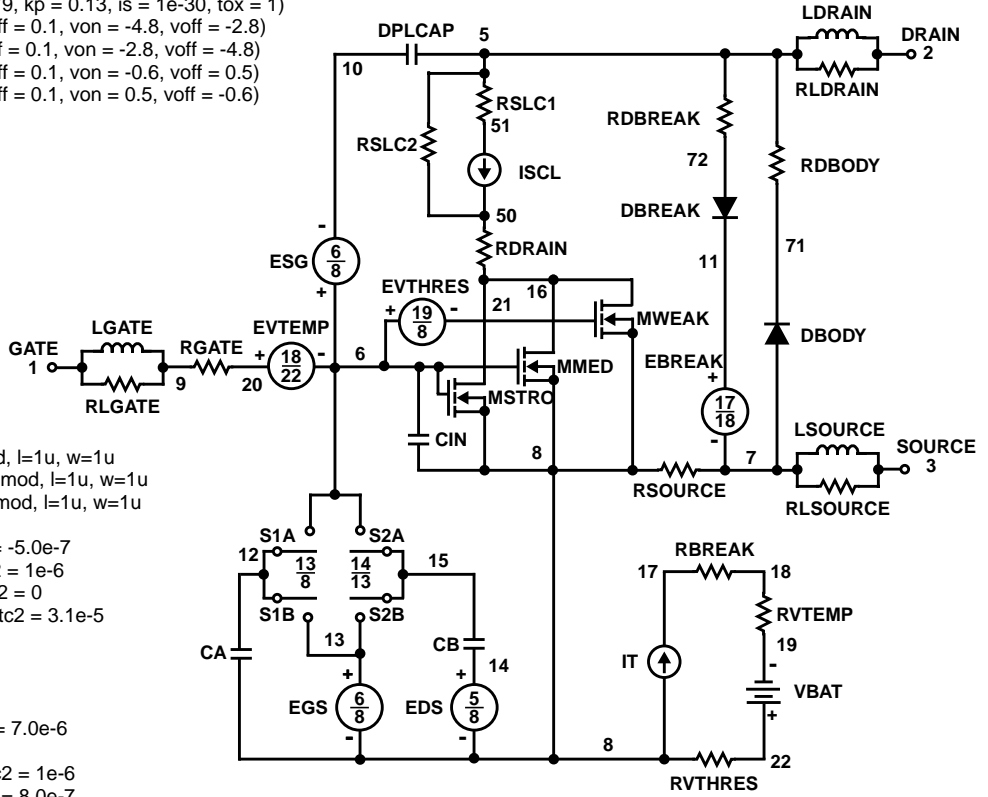 9, kp = 0.13, is = 1e-30, tox = 1)
ff = 0.1, von = -4.8, voff = -2.8)
f = 0.1, von = -2.8, voff = -4.8)
ff = 0.1, von = -0.6, voff = 0.5)
ff = 0.1, von = 0.5, voff = -0.6)
LDRAIN
DPLCAP
5
DRAIN
2
10
RLDRAIN
RSLC1
51
RDBREAK
RSLC2
72
RDBODY
ISCL
DBREAK
50
-
RDRAIN
71
ESG
6
8
11
+
EVTHRES
16
21
+
19
8
-
MWEAK
LGATE
EVTEMP
DBODY
GATE
1
RGATE
+
18
22
-
6
MMED
EBREAK
+
9
20
MSTRO
17
18
RLGATE
-
LSOURCE
CIN
8
7
SOURCE
3
d, l=1u, w=1u
mod, l=1u, w=1u
mod, l=1u, w=1u
RSOURCE
RLSOURCE
= -5.0e-7
2 = 1e-6
2 = 0
tc2 = 3.1e-5
S1A
S2A
RBREAK
12
13
8
14
13
15
17
18
S1B
S2B
RVTEMP
13
CB
19
CA
14
IT
-
+
+
VBAT
EGS
6
8
EDS
5
8
+
= 7.0e-6
-
-
8
22
c2 = 1e-6
= 8.0e-7
RVTHRES